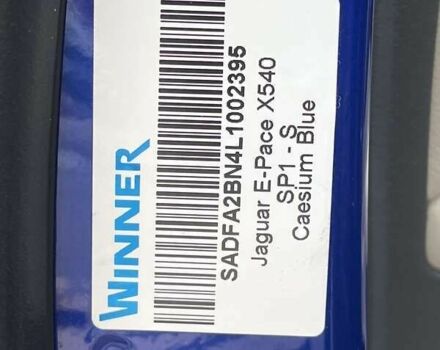 WINNER
SADFA2BN4L1002395
Jaguar E-Pace X540
SP1 - S
Caesium Blue